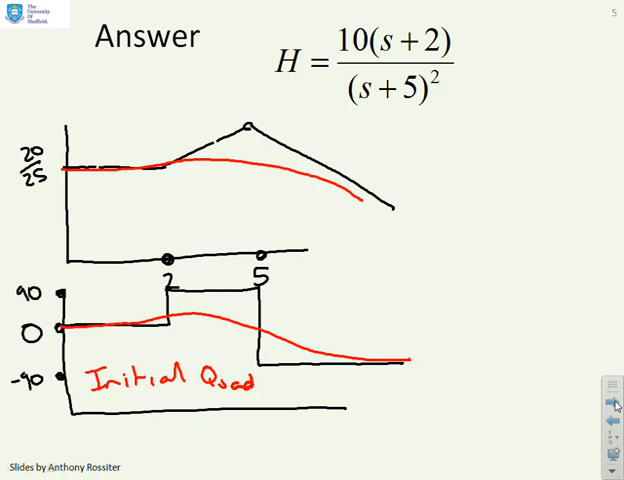 The
University
Of
Sheffield.
5
Answer
H = 10(s + 2) / (s + 5)²
20/25
2
5
90
0
-90
Initial Quad
Slides by Anthony Rossiter